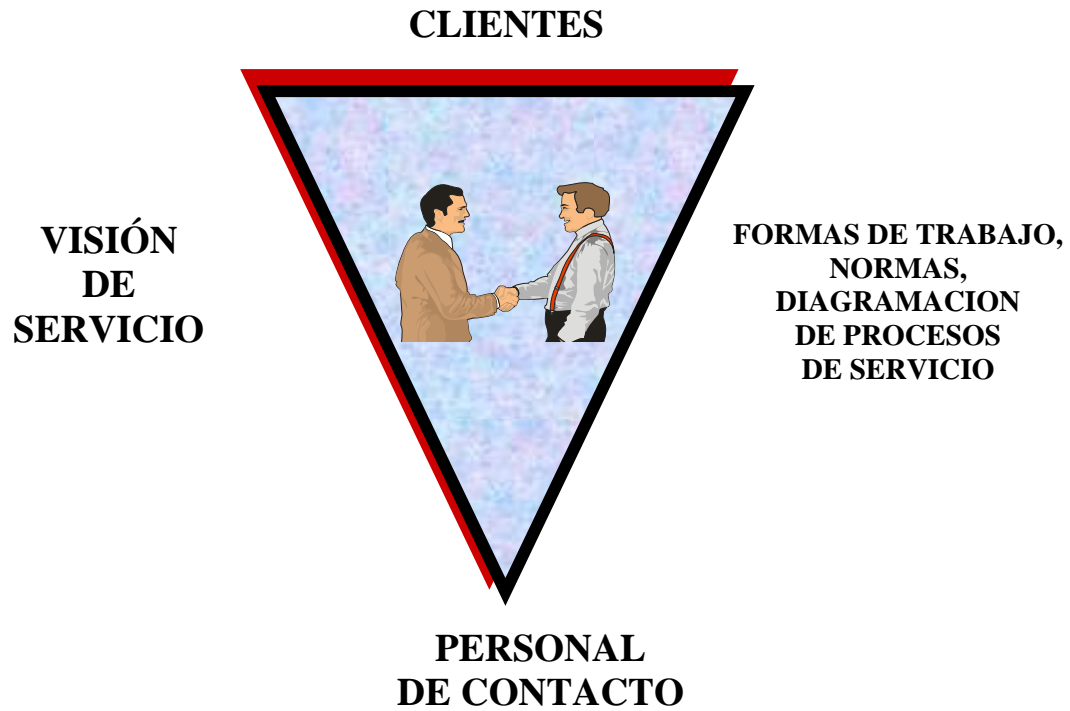 CLIENTES
VISIÓN
DE
SERVICIO
FORMAS DE TRABAJO,
NORMAS,
DIAGRAMACION
DE PROCESOS
DE SERVICIO
PERSONAL
DE CONTACTO